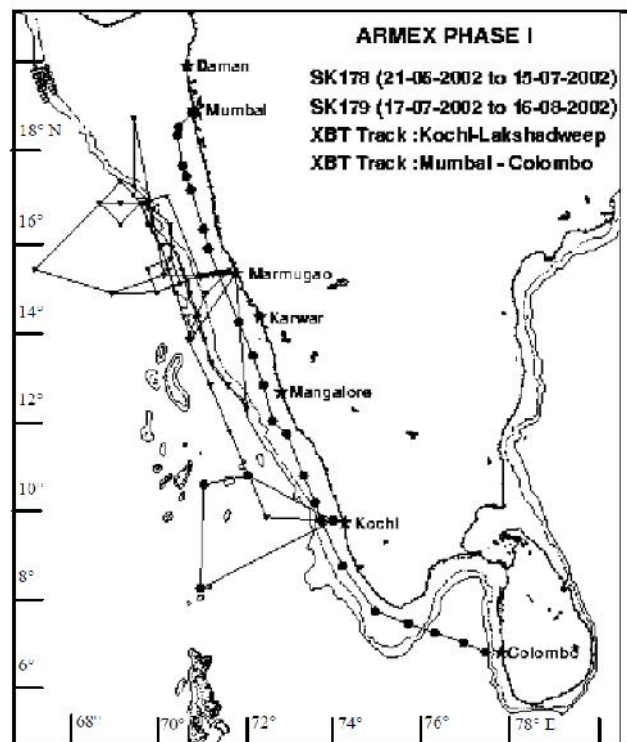 ARMEX PHASE I
SK178 (21-06-2002 to 15-07-2002)
SK179 (17-07-2002 to 16-08-2002)
XBT Track :Kochi-Lakshadweep
XBT Track :Mumbai - Colombo
Daman
Mumbai
18° N
16°
Marmugao
14°
Karwar
Mangalore
12°
10°
Kochi
8°
Colombo
6°
68° 70° 72° 74° 76° 78° E